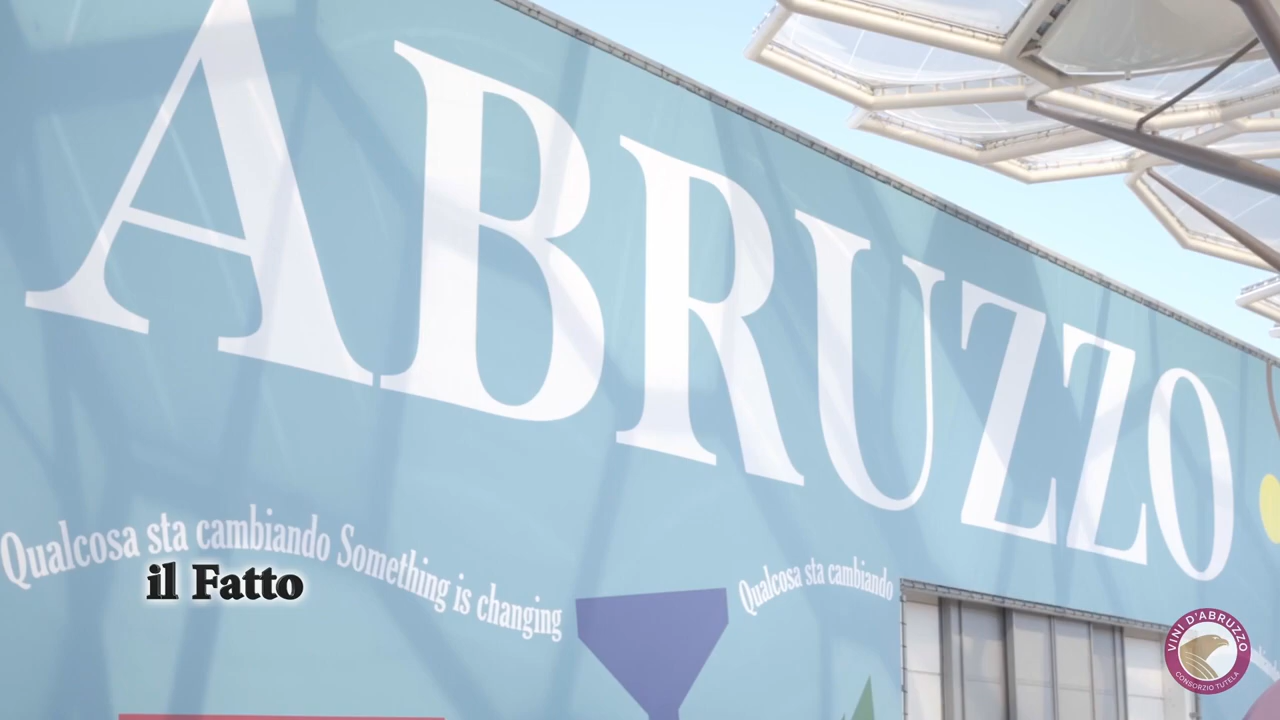 ABRUZZO
Qualcosa sta cambiando Something is changing
Qualcosa sta cambiando
il Fatto
VINI D'ABRUZZO
CONSORZIO TUTELA